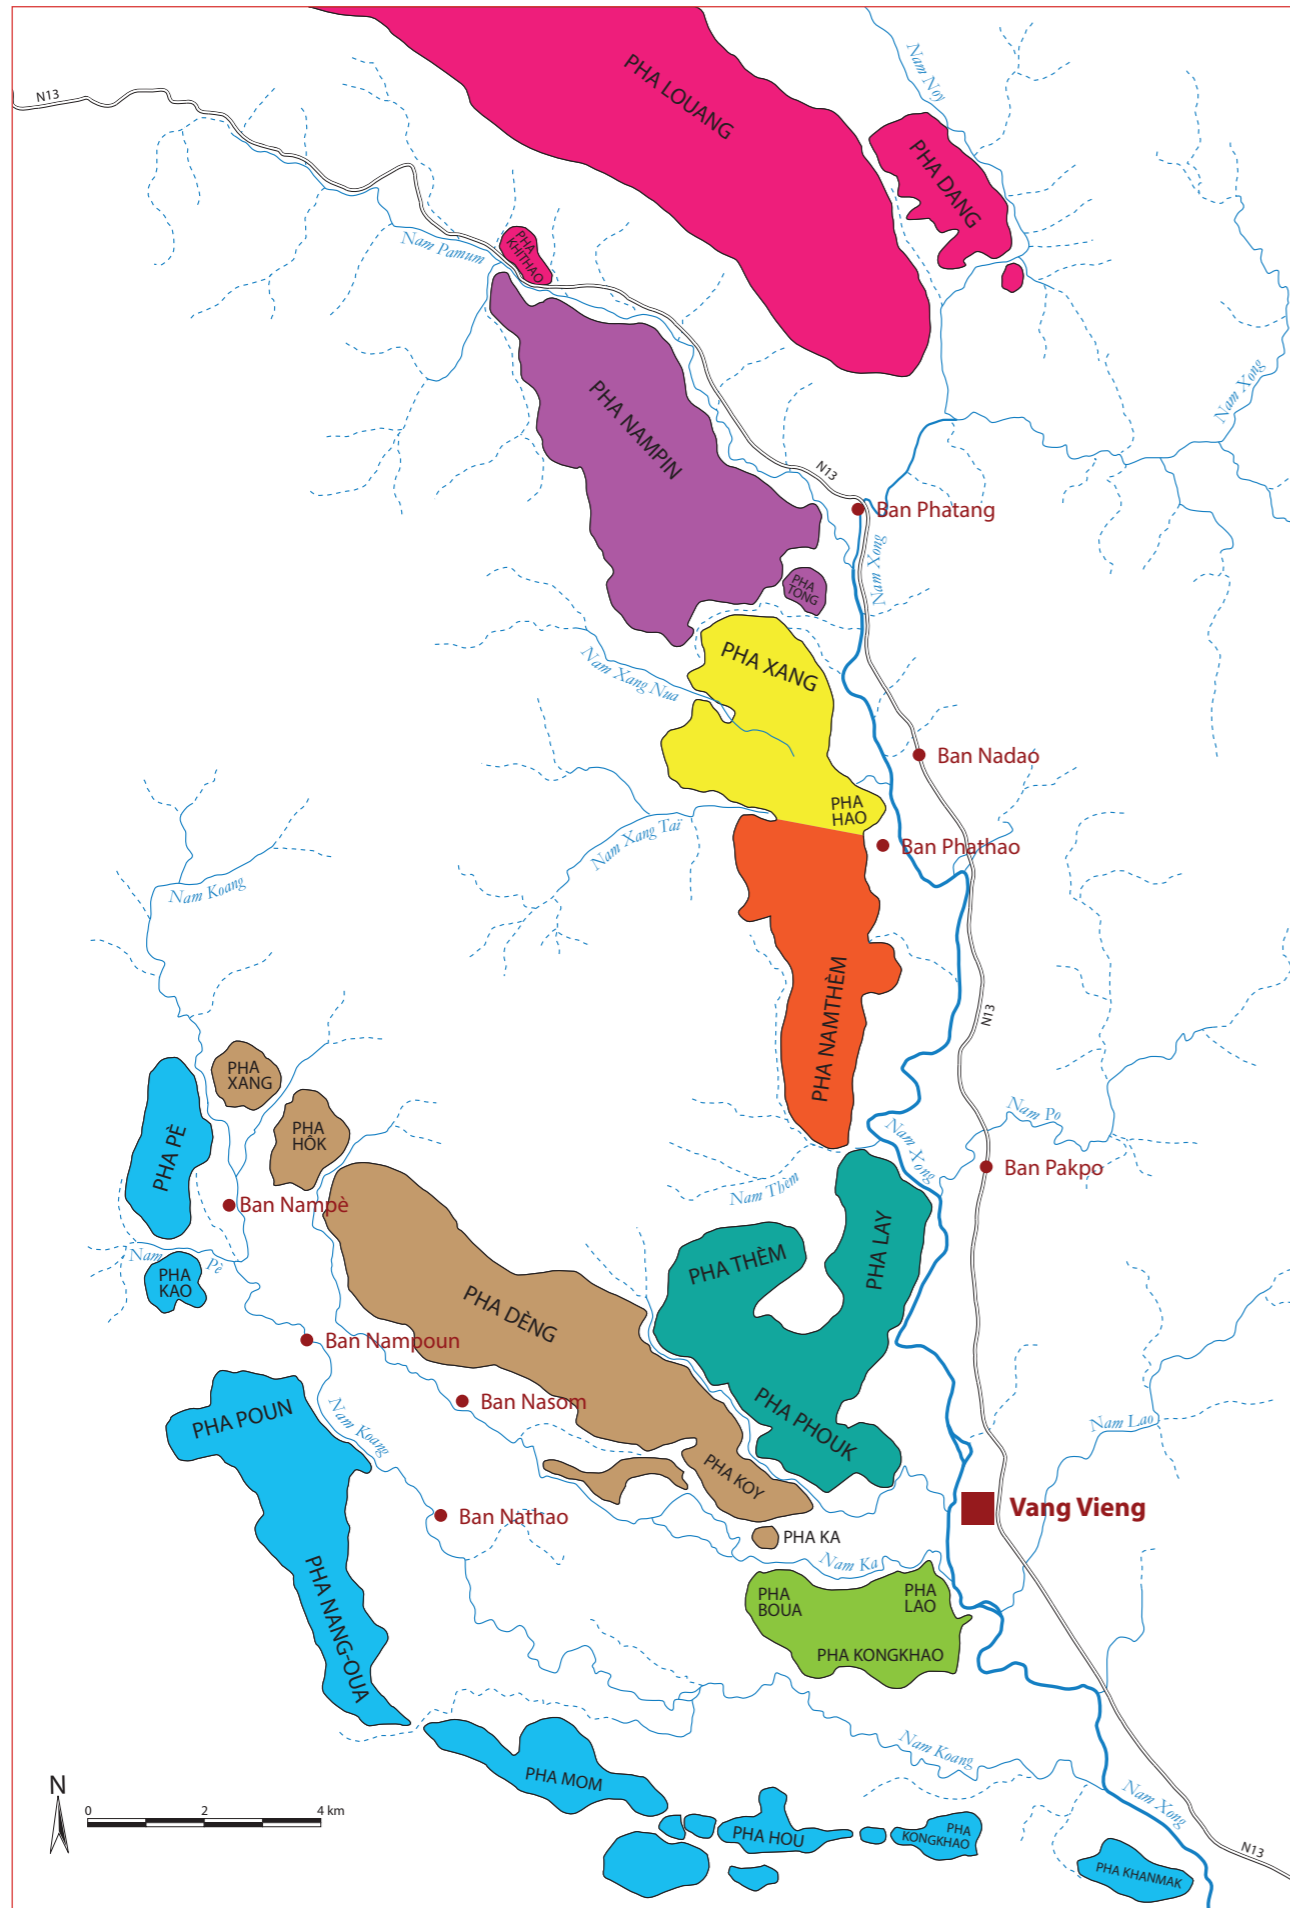 N13
PHA LOUANG
Nam Noy
PHA DANG
Nam Pamum
PHA
KHITHAO
PHA NAMPIN
Nam Xong
N13
Ban Phatang
Nam Xong
PHA
TONG
PHA XANG
Nam Xang Nua
Ban Nadao
PHA
HAO
Nam Xang Taï
Ban Phathao
Nam Koang
PHA NAMTHÈM
N13
PHA
XANG
PHA
HÔK
PHA PÈ
Nam Po
Nam Xong
Ban Pakpo
Nam Thèm
Ban Nampè
PHA LAY
PHA THÈM
Nam Pè
PHA
KAO
PHA DÈNG
Ban Nampoun
Ban Nasom
PHA POUN
Nam Koang
PHA PHOUK
Nam Lao
PHA KOY
Vang Vieng
Ban Nathao
PHA KA
Nam Ka
PHA NANG-OUA
PHA
BOUA
PHA
LAO
PHA KONGKHAO
Nam Koang
PHA MOM
N
0 2 4 km
Nam Xong
PHA HOU
PHA
KONGKHAO
N13
PHA KHANMAK